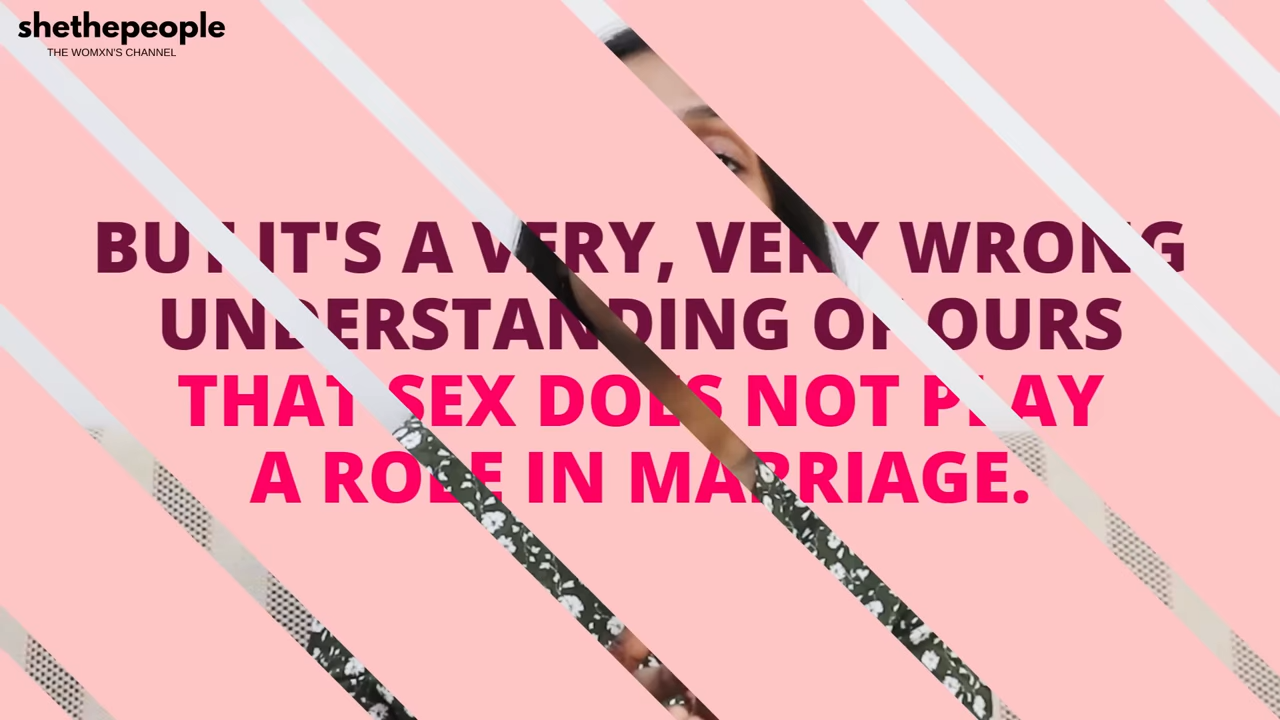 shethepeople
THE WOMXN'S CHANNEL
BUT IT'S A VERY, VERY WRONG
UNDERSTANDING OF OURS
THAT SEX DOES NOT PLAY
A ROLE IN MARRIAGE.